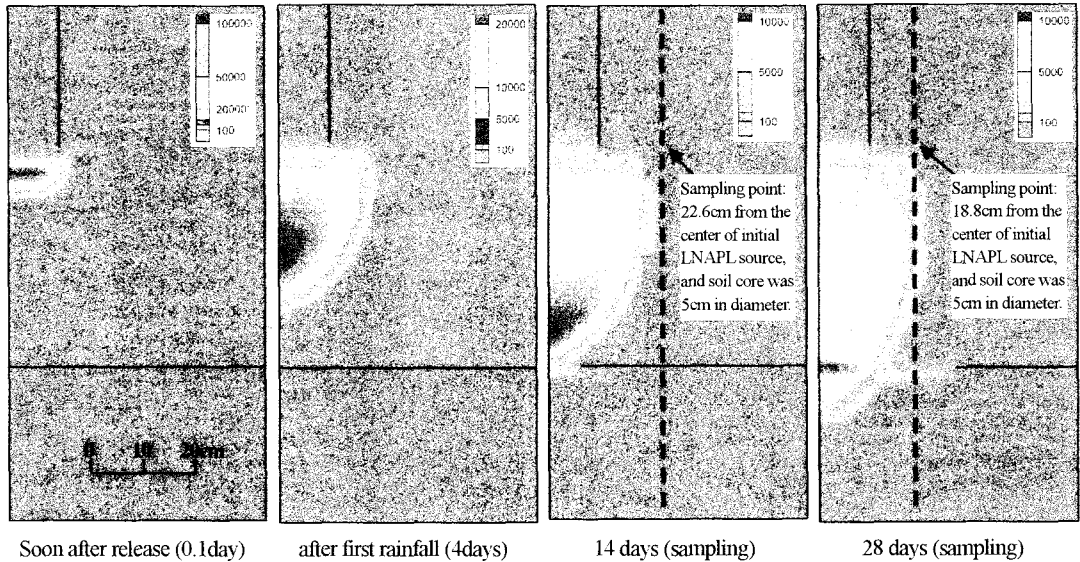 100000
50000
20000
100
0 10 20cm
Soon after release (0.1day)
20000
10000
5000
100
after first rainfall (4days)
10000
5000
100
Sampling point:
22.6cm from the
center of initial
LNAPL source,
and soil core was
5cm in diameter.
14 days (sampling)
10000
5000
100
Sampling point:
18.8cm from the
center of initial
LNAPL source,
and soil core was
5cm in diameter.
28 days (sampling)